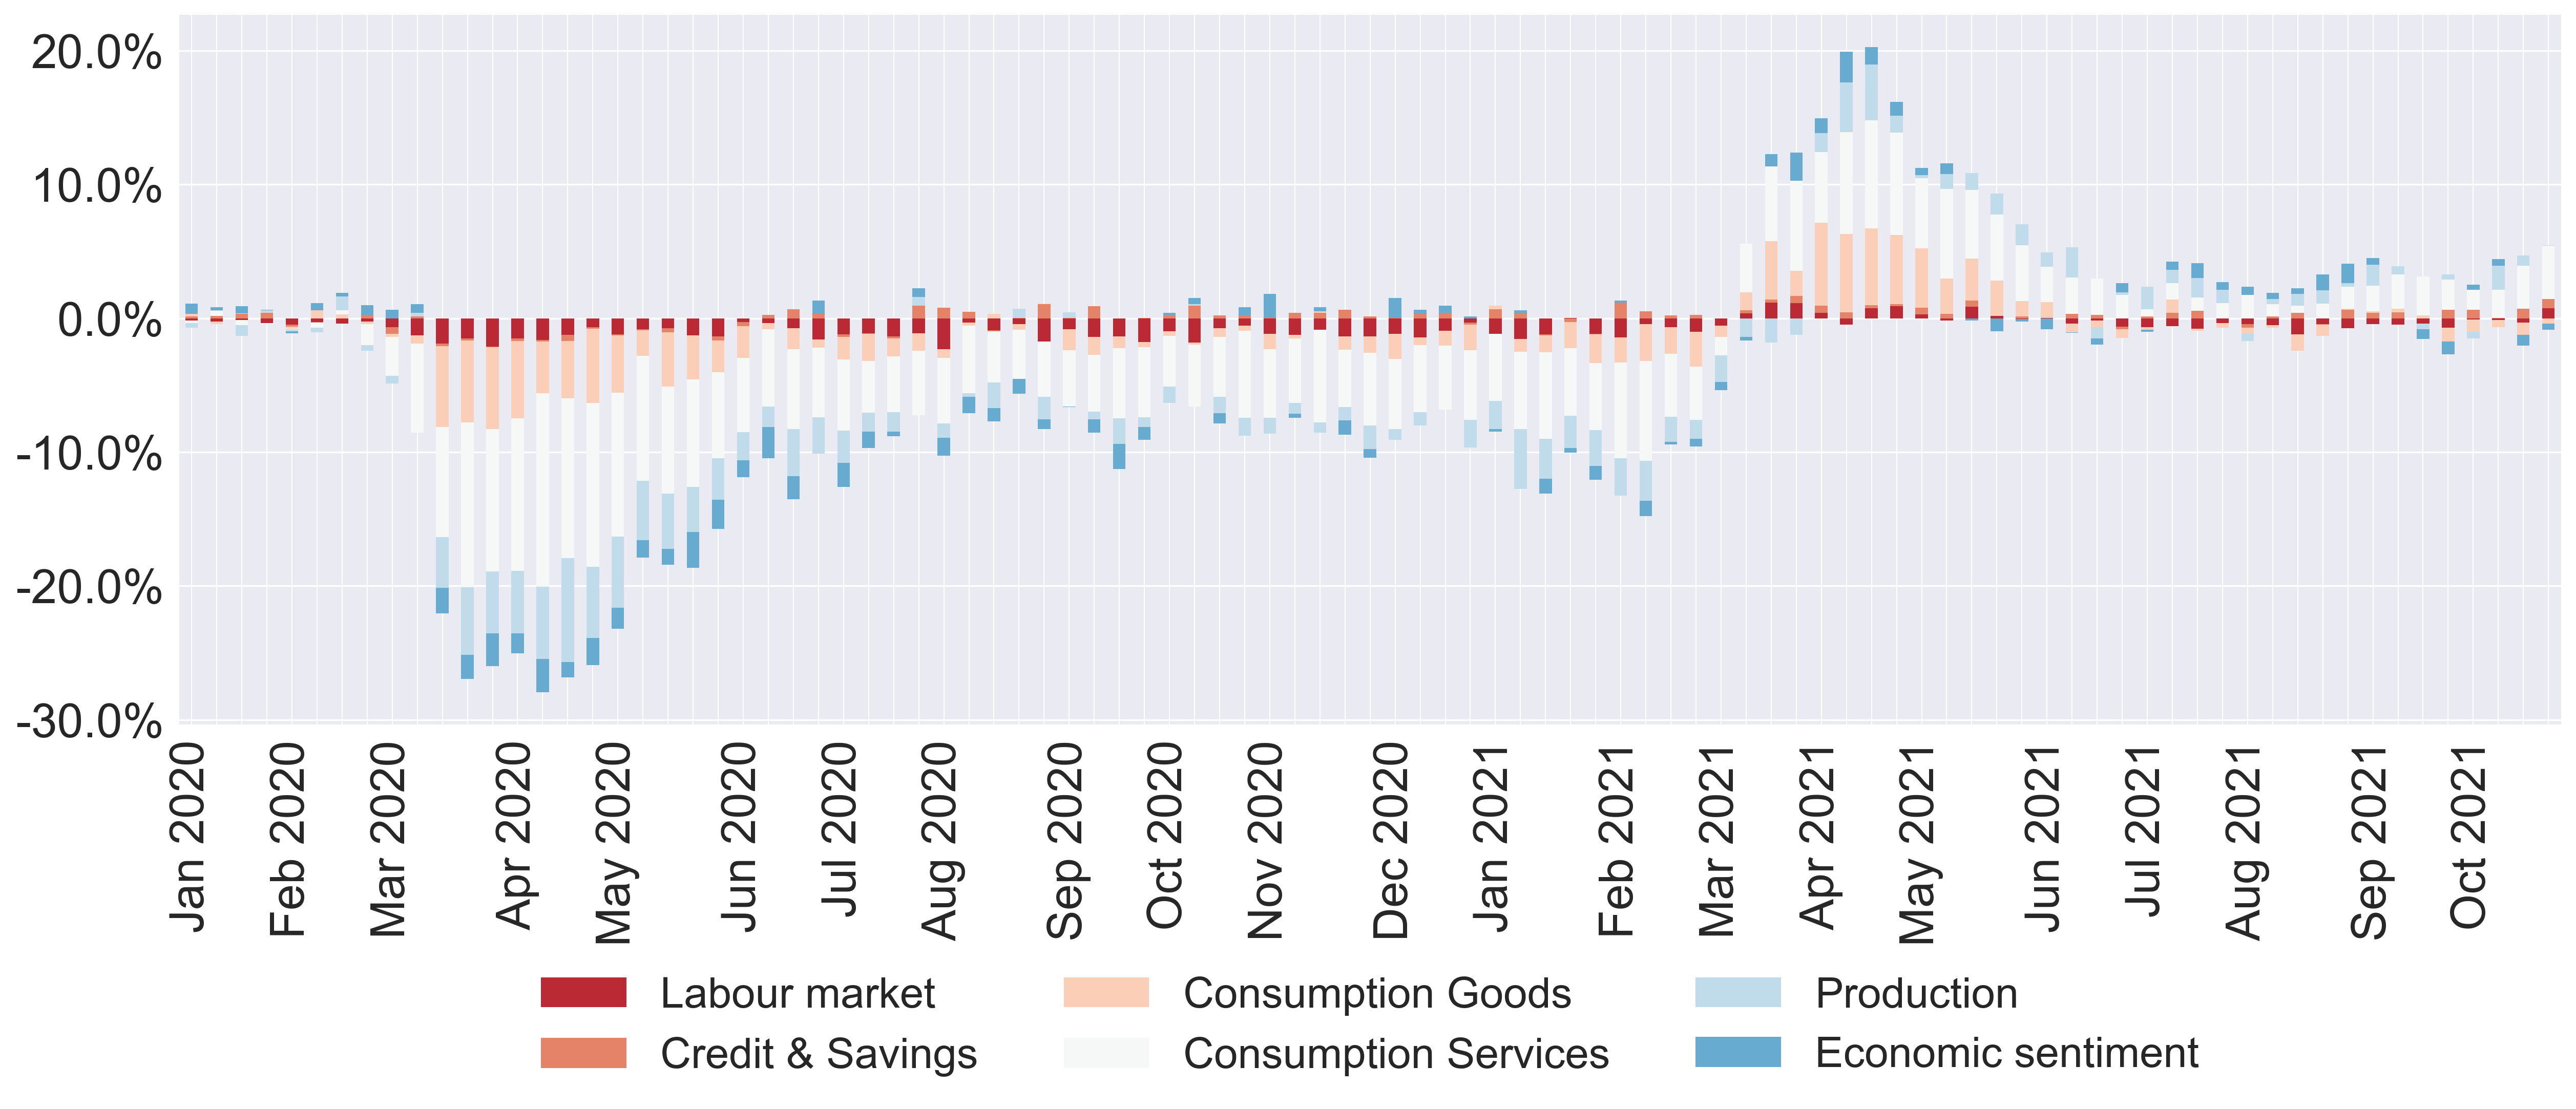 20.0%
10.0%
0.0%
-10.0%
-20.0%
-30.0%
Jan 2020
Feb 2020
Mar 2020
Apr 2020
May 2020
Jun 2020
Jul 2020
Aug 2020
Sep 2020
Oct 2020
Nov 2020
Dec 2020
Jan 2021
Feb 2021
Mar 2021
Apr 2021
May 2021
Jun 2021
Jul 2021
Aug 2021
Sep 2021
Oct 2021
Labour market
Consumption Goods
Production
Credit & Savings
Consumption Services
Economic sentiment